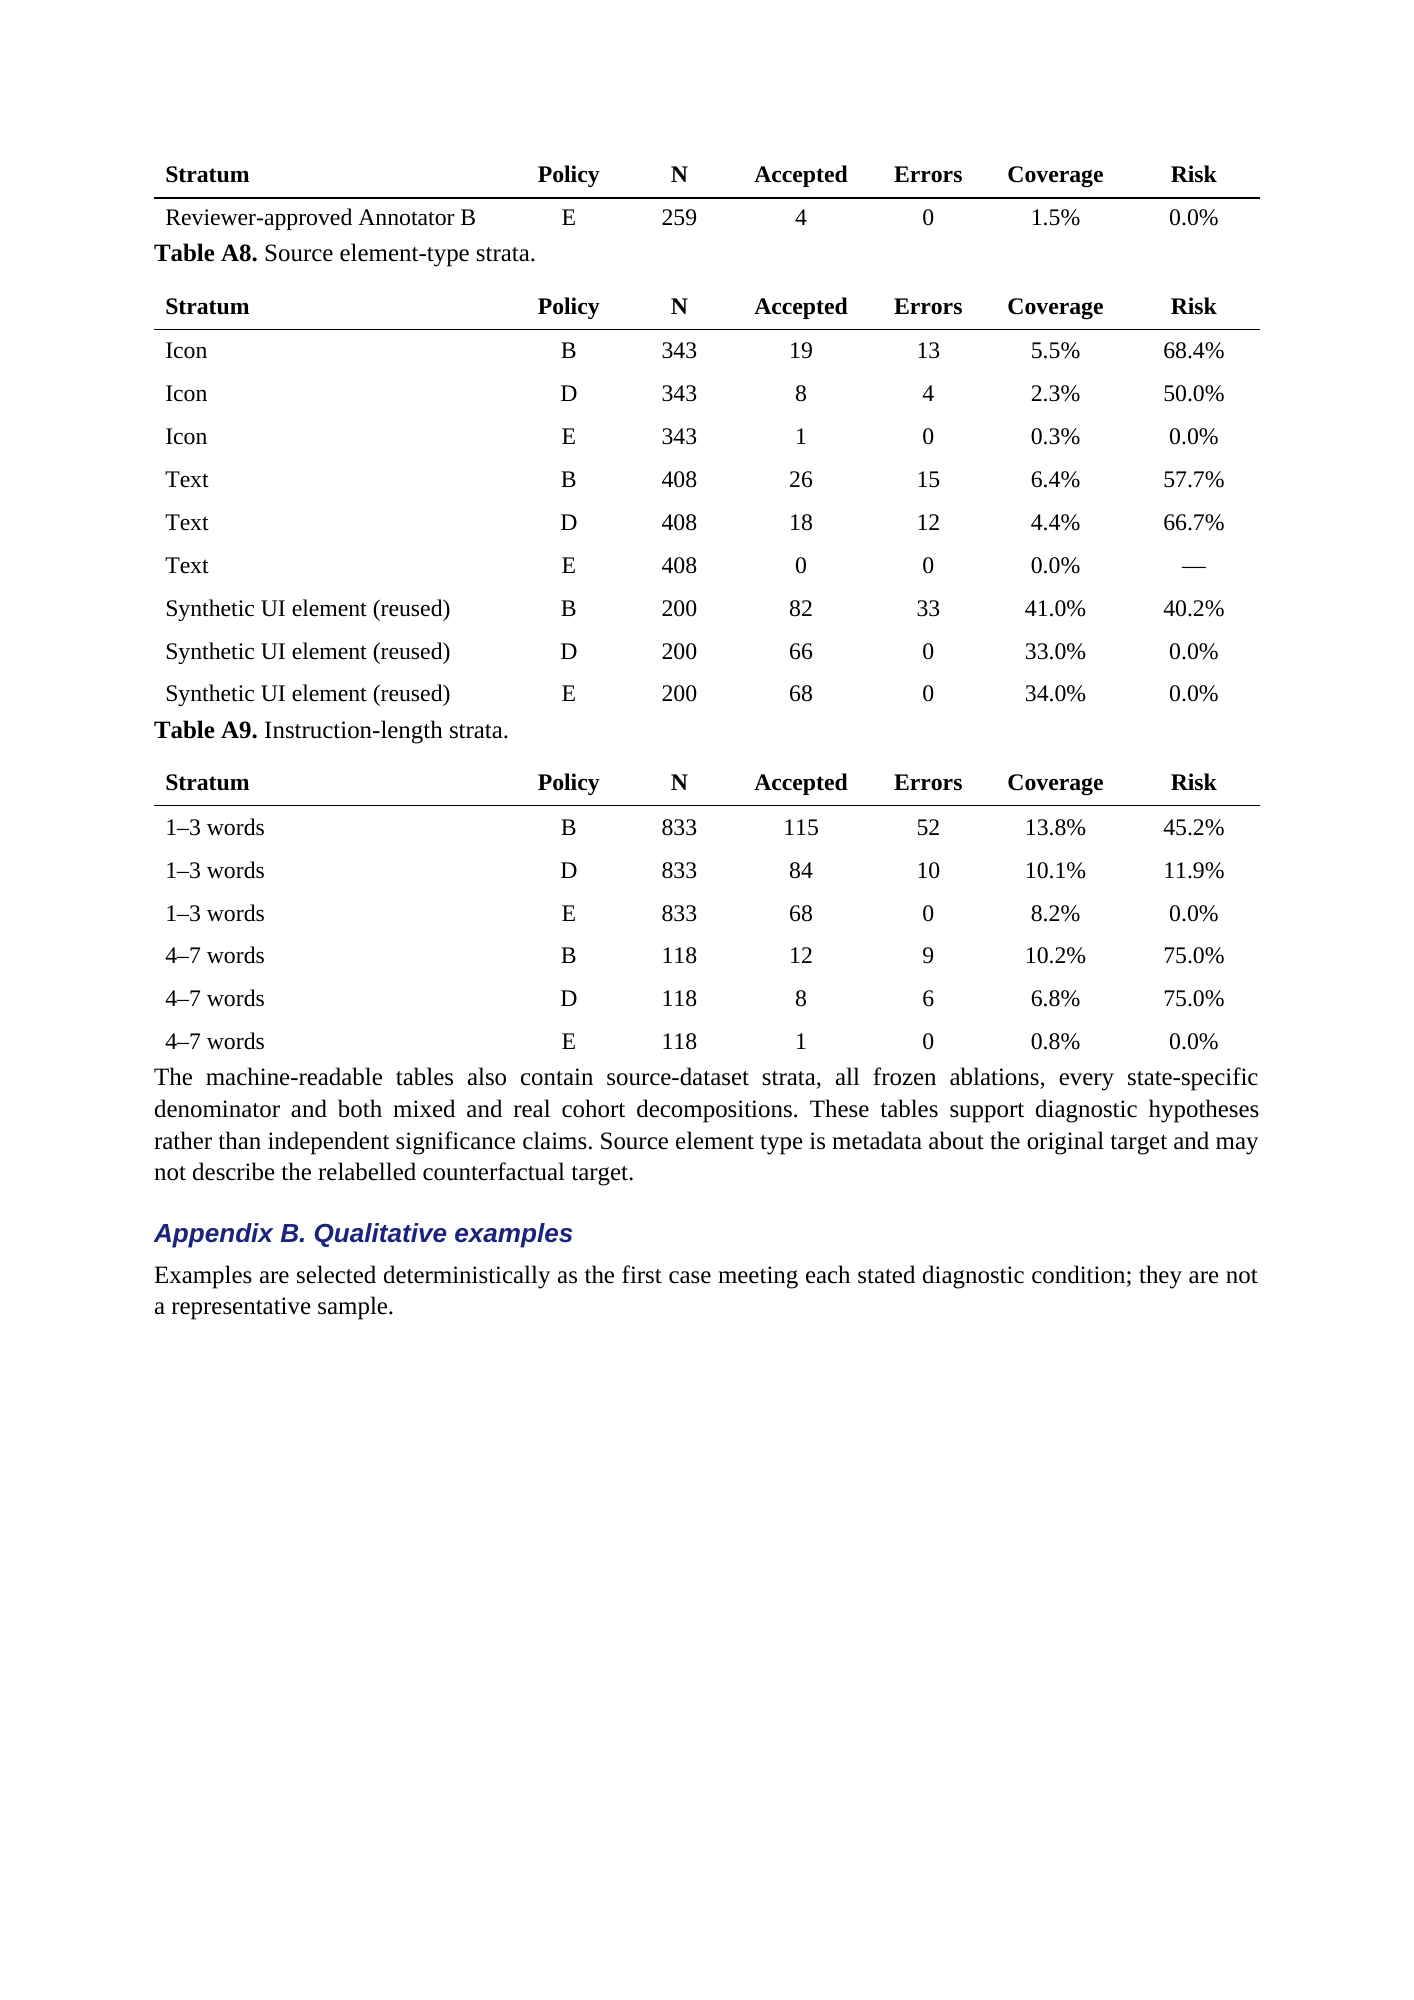 Stratum Policy N Accepted Errors Coverage Risk
Reviewer-approved Annotator B E 259 4 0 1.5% 0.0%
Table A8. Source element-type strata.
Stratum Policy N Accepted Errors Coverage Risk
Icon B 343 19 13 5.5% 68.4%
Icon D 343 8 4 2.3% 50.0%
Icon E 343 1 0 0.3% 0.0%
Text B 408 26 15 6.4% 57.7%
Text D 408 18 12 4.4% 66.7%
Text E 408 0 0 0.0% —
Synthetic UI element (reused) B 200 82 33 41.0% 40.2%
Synthetic UI element (reused) D 200 66 0 33.0% 0.0%
Synthetic UI element (reused) E 200 68 0 34.0% 0.0%
Table A9. Instruction-length strata.
Stratum Policy N Accepted Errors Coverage Risk
1–3 words B 833 115 52 13.8% 45.2%
1–3 words D 833 84 10 10.1% 11.9%
1–3 words E 833 68 0 8.2% 0.0%
4–7 words B 118 12 9 10.2% 75.0%
4–7 words D 118 8 6 6.8% 75.0%
4–7 words E 118 1 0 0.8% 0.0%
The machine-readable tables also contain source-dataset strata, all frozen ablations, every state-specific
denominator and both mixed and real cohort decompositions. These tables support diagnostic hypotheses
rather than independent significance claims. Source element type is metadata about the original target and may
not describe the relabelled counterfactual target.
Appendix B. Qualitative examples
Examples are selected deterministically as the first case meeting each stated diagnostic condition; they are not
a representative sample.